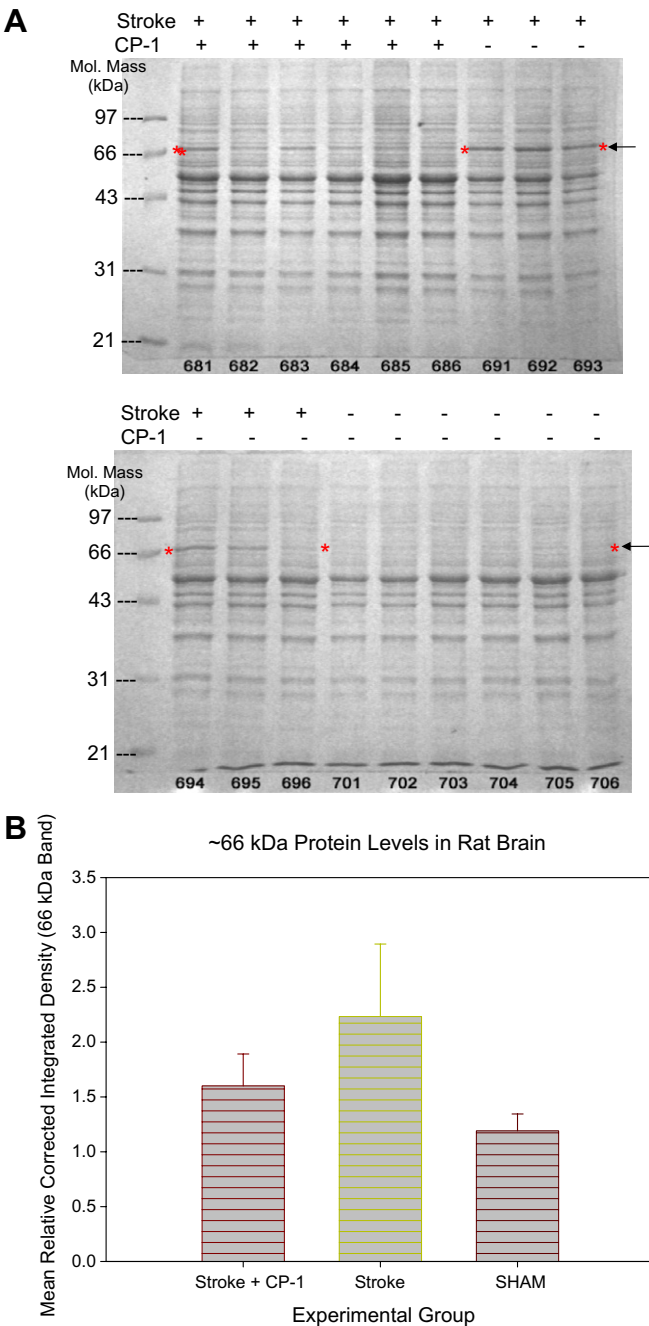 A
Stroke + + + + + + + + +
CP-1 + + + + + + - - -
Mol. Mass
(kDa)
97 ---
66 ---
43 ---
31 ---
21 ---
* * * *
681 682 683 684 685 686 691 692 693
Stroke + + + - - - - - -
CP-1 - - - - - - - - -
Mol. Mass
(kDa)
97 ---
66 ---
43 ---
31 ---
21 ---
* * *
694 695 696 701 702 703 704 705 706
B
~66 kDa Protein Levels in Rat Brain
Mean Relative Corrected Integrated Density (66 kDa Band)
3.5
3.0
2.5
2.0
1.5
1.0
0.5
0.0
Stroke + CP-1 Stroke SHAM
Experimental Group